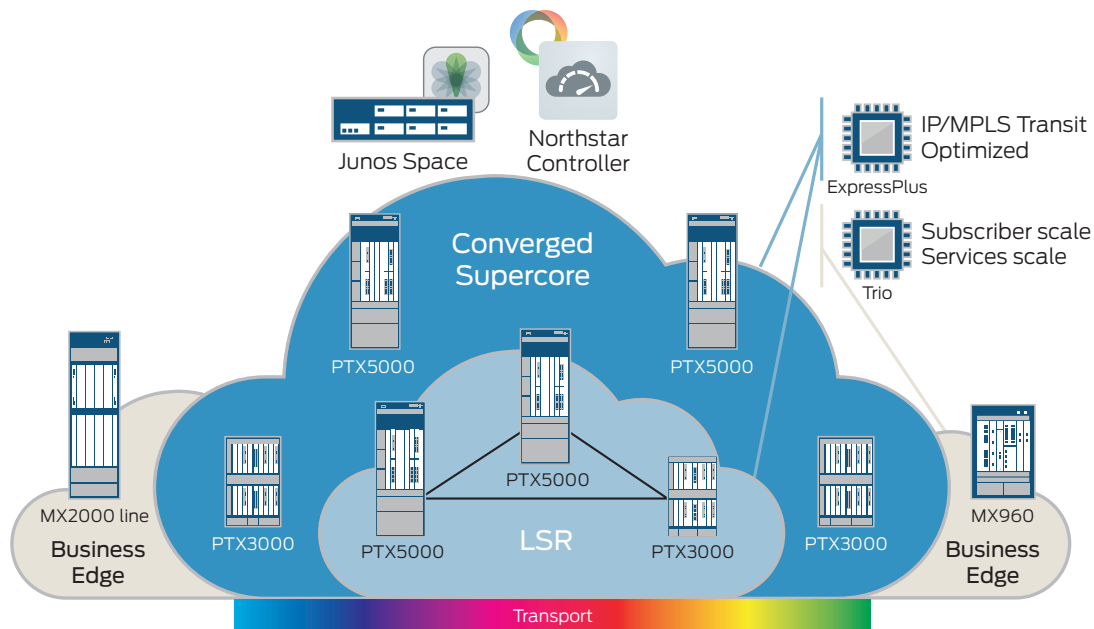 Junos Space
Northstar
Controller
IP/MPLS Transit
Optimized
ExpressPlus
Subscriber scale
Services scale
Trio
Converged
Supercore
PTX5000
PTX5000
PTX5000
PTX5000
PTX3000
PTX3000
PTX3000
LSR
MX2000 line
Business
Edge
MX960
Business
Edge
Transport